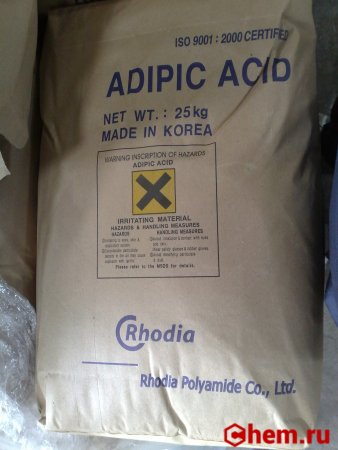 ISO 9001 : 2000 CERTIFIED
ADIPIC ACID
NET WT. : 25kg
MADE IN KOREA
WARNING INSCRIPTION OF HAZARDS
ADIPIC ACID
IRRITATING MATERIAL
HAZARDS & HANDLING MEASURES
HAZARDS HANDLING MEASURES
Please refer to the MSDS for details.
Rhodia
Rhodia Polyamide Co., Ltd.
Chem.ru